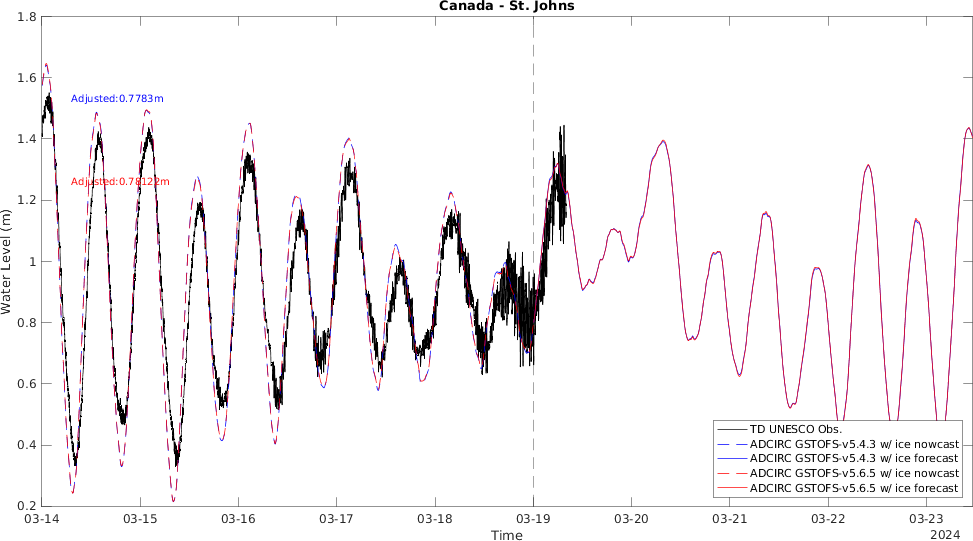 Canada - St. Johns
1.8
1.6
1.4
1.2
1
0.8
0.6
0.4
0.2
Water Level (m)
Adjusted:0.7783m
Adjusted:0.78122m
TD UNESCO Obs.
ADCIRC GSTOFS-v5.4.3 w/ ice nowcast
ADCIRC GSTOFS-v5.4.3 w/ ice forecast
ADCIRC GSTOFS-v5.6.5 w/ ice nowcast
ADCIRC GSTOFS-v5.6.5 w/ ice forecast
03-14 03-15 03-16 03-17 03-18 03-19 03-20 03-21 03-22 03-23
Time
2024